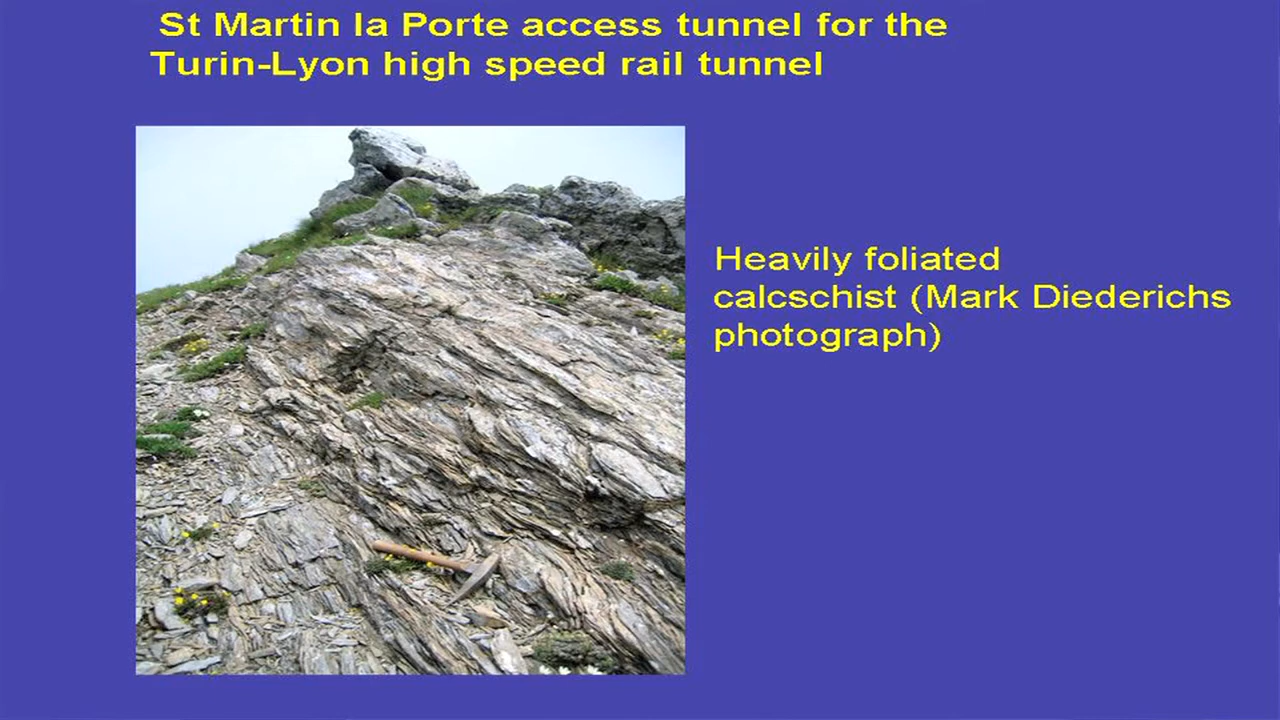 St Martin la Porte access tunnel for the
Turin-Lyon high speed rail tunnel
Heavily foliated
calcschist (Mark Diederichs
photograph)